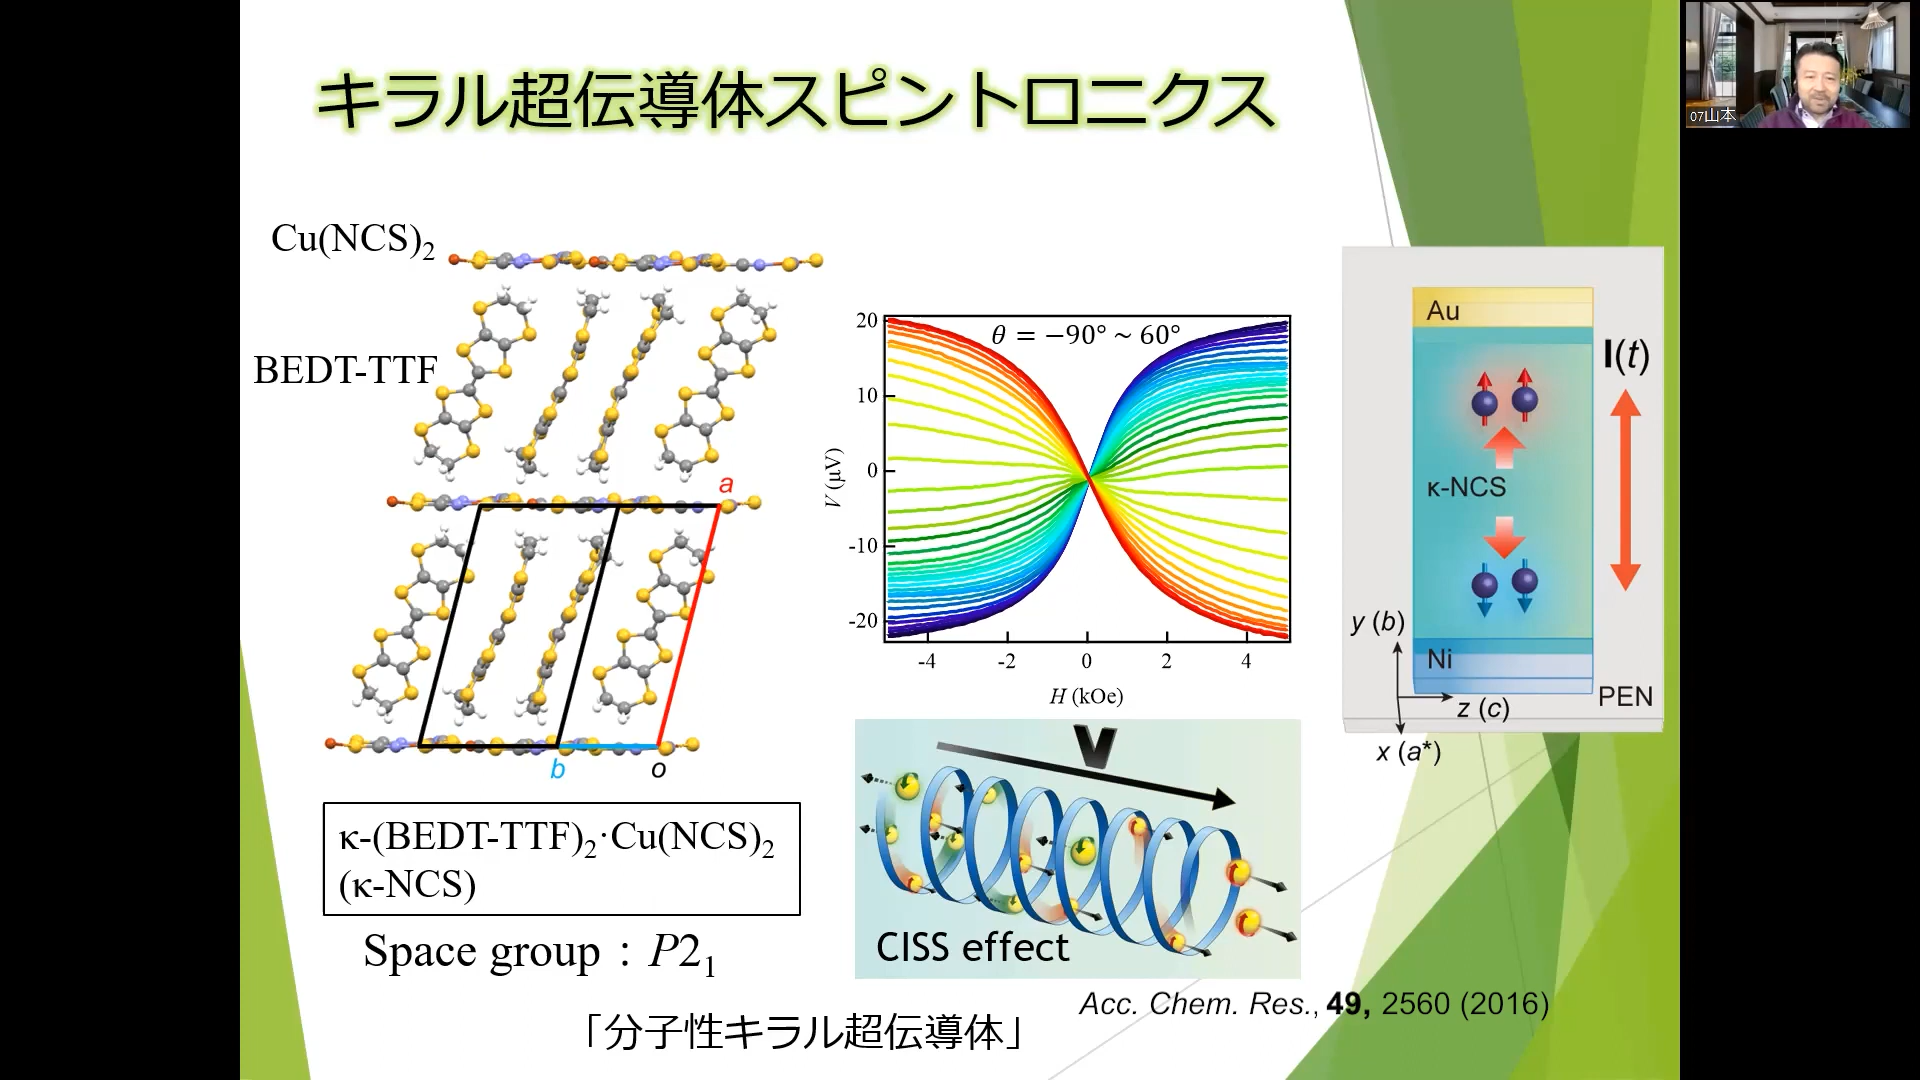 キラル超伝導体スピントロニクス
07山本
Cu(NCS)2
BEDT-TTF
a
b
o
κ-(BEDT-TTF)2·Cu(NCS)2
(κ-NCS)
Space group : P21
「分子性キラル超伝導体」
θ = −90° ~ 60°
20
10
0
-10
-20
V (μV)
-4
-2
0
2
4
H (kOe)
V
CISS effect
Acc. Chem. Res., 49, 2560 (2016)
Au
I(t)
κ-NCS
y (b)
Ni
PEN
z (c)
x (a*)